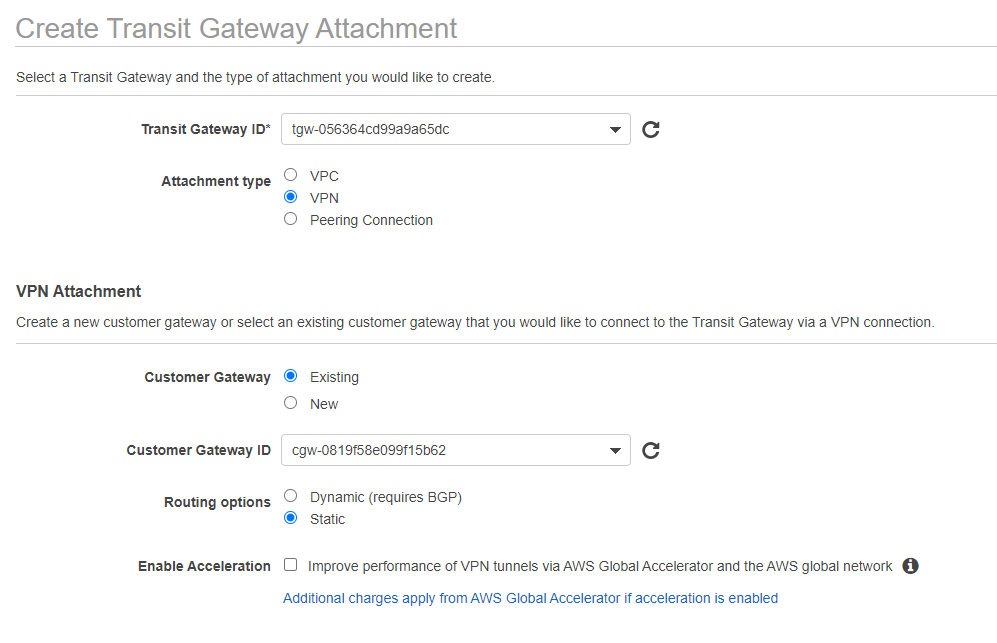 Create Transit Gateway Attachment
Select a Transit Gateway and the type of attachment you would like to create.
Transit Gateway ID* tgw-056364cd99a9a65dc
Attachment type VPC
VPN
Peering Connection
VPN Attachment
Create a new customer gateway or select an existing customer gateway that you would like to connect to the Transit Gateway via a VPN connection.
Customer Gateway Existing
New
Customer Gateway ID cgw-0819f58e099f15b62
Routing options Dynamic (requires BGP)
Static
Enable Acceleration Improve performance of VPN tunnels via AWS Global Accelerator and the AWS global network
Additional charges apply from AWS Global Accelerator if acceleration is enabled